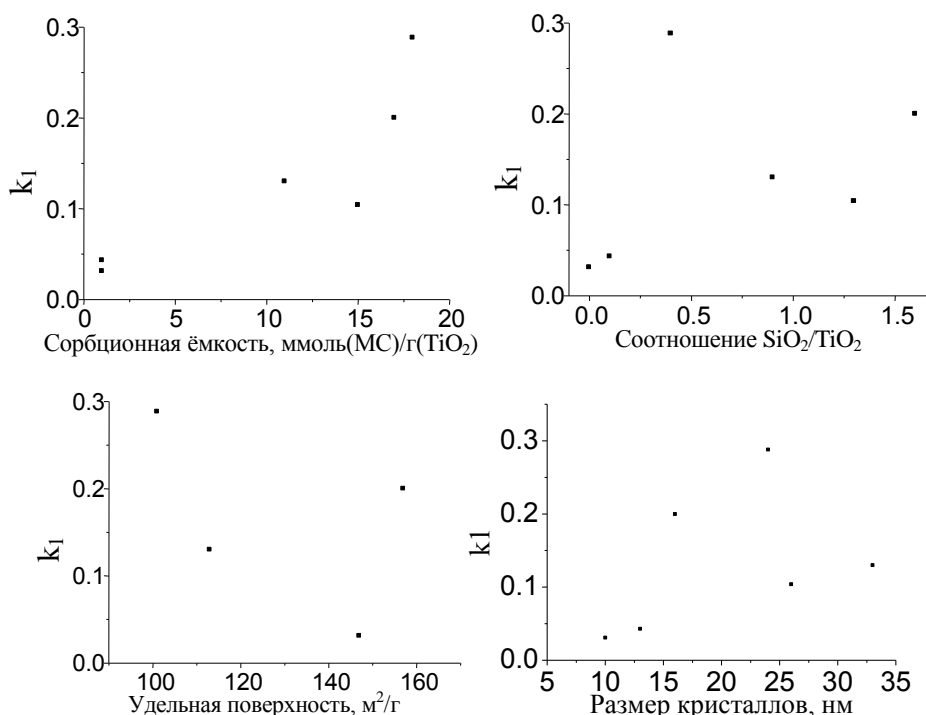 0.3
0.2
0.1
0.0
k₁
0 5 10 15 20
Сорбционная ёмкость, ммоль(МС)/г(TiO₂)
0.3
0.2
0.1
0.0
k₁
0.0 0.5 1.0 1.5
Соотношение SiO₂/TiO₂
0.3
0.2
0.1
0.0
k₁
100 120 140 160
Удельная поверхность, м²/г
0.3
0.2
0.1
0.0
k1
5 10 15 20 25 30 35
Размер кристаллов, нм